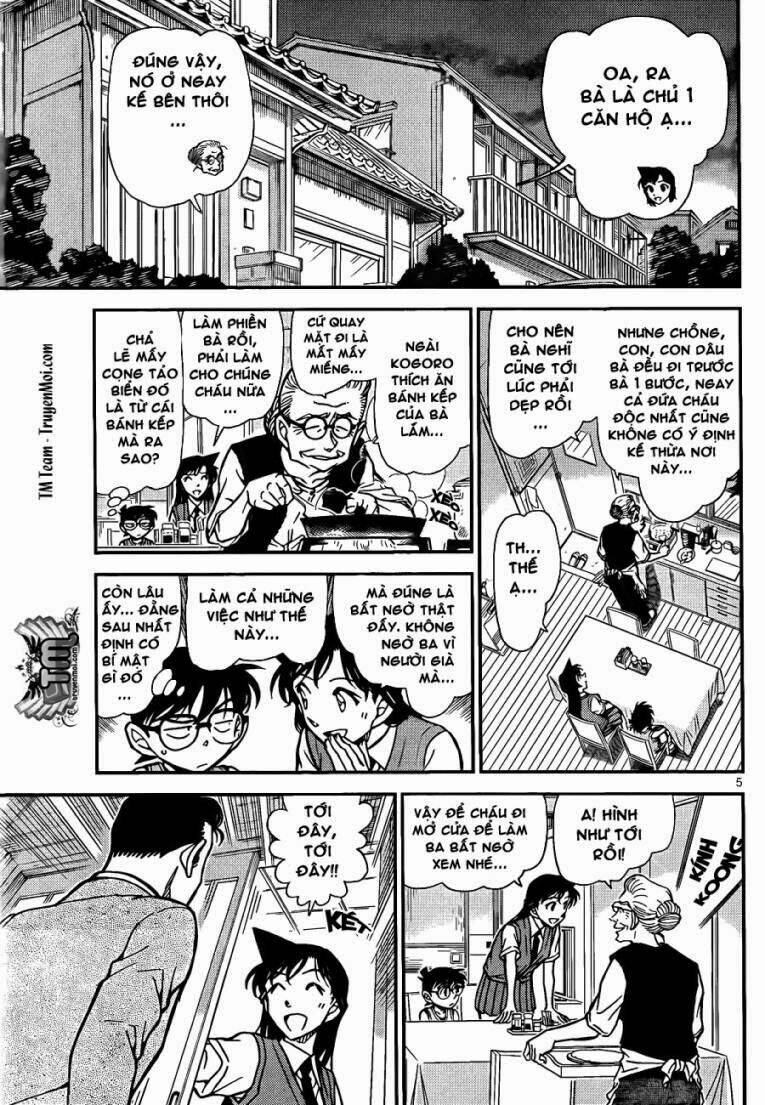 OA, RA
BÀ LÀ CHỦ 1
CĂN HỘ Ạ...
ĐÚNG VẬY,
NÓ Ở NGAY
KẾ BÊN THÔI
...
NHƯNG CHỒNG,
CON, CON DÂU
BÀ ĐỀU ĐI TRƯỚC
BÀ 1 BƯỚC, NGAY
CẢ ĐỨA CHÁU
ĐỘC NHẤT CŨNG
KHÔNG CÓ Ý ĐỊNH
KẾ THỪA NƠI
NÀY...
CHO NÊN
BÀ NGHĨ
CŨNG TỚI
LÚC PHẢI
DẸP RỒI
...
TH...
THẾ
Ạ...
NGÀI
KOGORO
THÍCH ĂN
BÁNH KẾP
CỦA BÀ
LẮM...
CỨ QUAY
MẶT ĐI LÀ
MẤT MẤY
MIẾNG...
LÀM PHIỀN
BÀ RỒI,
PHẢI LÀM
CHO CHÚNG
CHÁU NỮA
...
CHẢ
LẼ MẤY
CỌNG TẢO
BIỂN ĐÓ
LÀ TỪ CÁI
BÁNH KẾP
MÀ RA
SAO?
XÈO
XÈO
MÀ ĐÚNG LÀ
BẤT NGỜ THẬT
ĐẤY. KHÔNG
NGỜ BA VÌ
NGƯỜI GIÀ
MÀ...
LÀM CẢ NHỮNG
VIỆC NHƯ THẾ
NÀY...
CÒN LÂU
ẤY... ĐẰNG
SAU NHẤT
ĐỊNH CÓ
BÍ MẬT
GÌ ĐÓ
...
5
A! HÌNH
NHƯ TỚI
RỒI!
KÍNH
KOONG
VẬY ĐỂ CHÁU ĐI
MỞ CỬA ĐỂ LÀM
BA BẤT NGỜ
XEM NHÉ...
TỚI
ĐÂY,
TỚI
ĐÂY!!
KÉT
TM Team - TruyenMoi.com
TM
truyenmoi.com